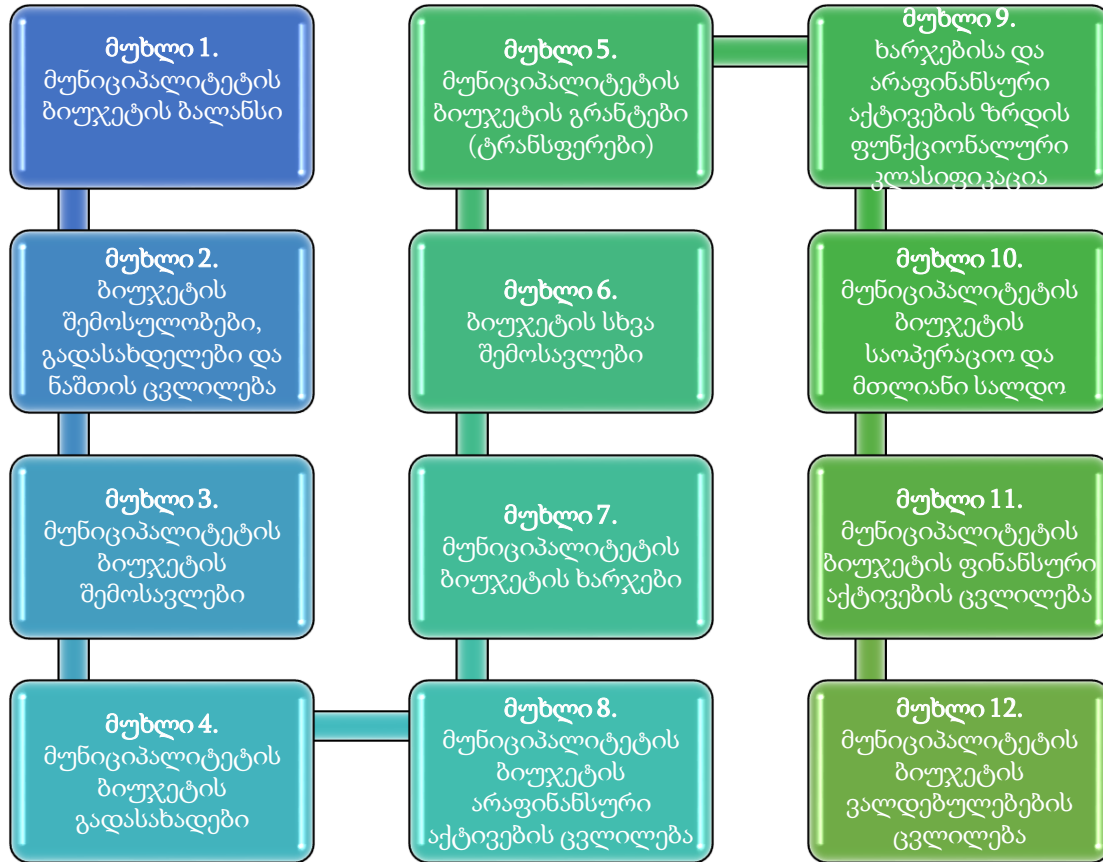 მუხლი 1.
მუნიციპალიტეტის
ბიუჯეტის ბალანსი
მუხლი 2.
ბიუჯეტის
შემოსულობები,
გადასახდელები და
ნაშთის ცვლილება
მუხლი 3.
მუნიციპალიტეტის
ბიუჯეტის
შემოსავლები
მუხლი 4.
მუნიციპალიტეტის
ბიუჯეტის
გადასახადები
მუხლი 5.
მუნიციპალიტეტის
ბიუჯეტის გრანტები
(ტრანსფერები)
მუხლი 6.
ბიუჯეტის სხვა
შემოსავლები
მუხლი 7.
მუნიციპალიტეტის
ბიუჯეტის ხარჯები
მუხლი 8.
მუნიციპალიტეტის
ბიუჯეტის
არაფინანსური
აქტივების ცვლილება
მუხლი 9.
ხარჯებისა და
არაფინანსური
აქტივების ზრდის
ფუნქციონალური
კლასიფიკაცია
მუხლი 10.
მუნიციპალიტეტის
ბიუჯეტის
საოპერაციო და
მთლიანი სალდო
მუხლი 11.
მუნიციპალიტეტის
ბიუჯეტის ფინანსური
აქტივების ცვლილება
მუხლი 12.
მუნიციპალიტეტის
ბიუჯეტის
ვალდებულებების
ცვლილება